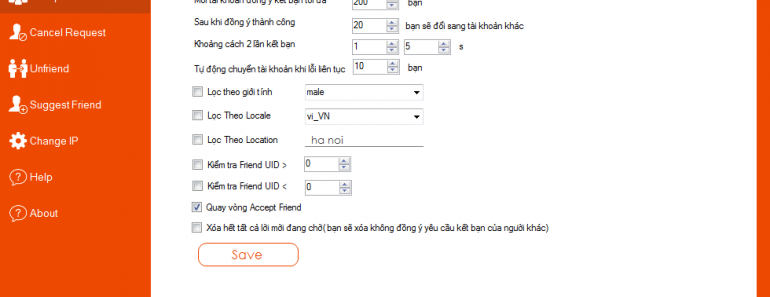 Mỗi tài khoản đồng ý kết bạn tối đa 200 bạn
Cancel Request
Sau khi đồng ý thành công 20 bạn sẽ đổi sang tài khoản khác
Khoảng cách 2 lần kết bạn 1 5 s
Unfriend
Tự động chuyển tài khoản khi lỗi liên tục 10 bạn
Lọc theo giới tính male
Suggest Friend
Lọc Theo Locale vi_VN
Change IP
Lọc Theo Location ha noi
Kiểm tra Friend UID > 0
Help
Kiểm tra Friend UID < 0
Quay vòng Accept Friend
About
Xóa hết tất cả lời mời đang chờ( bạn sẽ xóa không đồng ý yêu cầu kết bạn của người khác)
Save